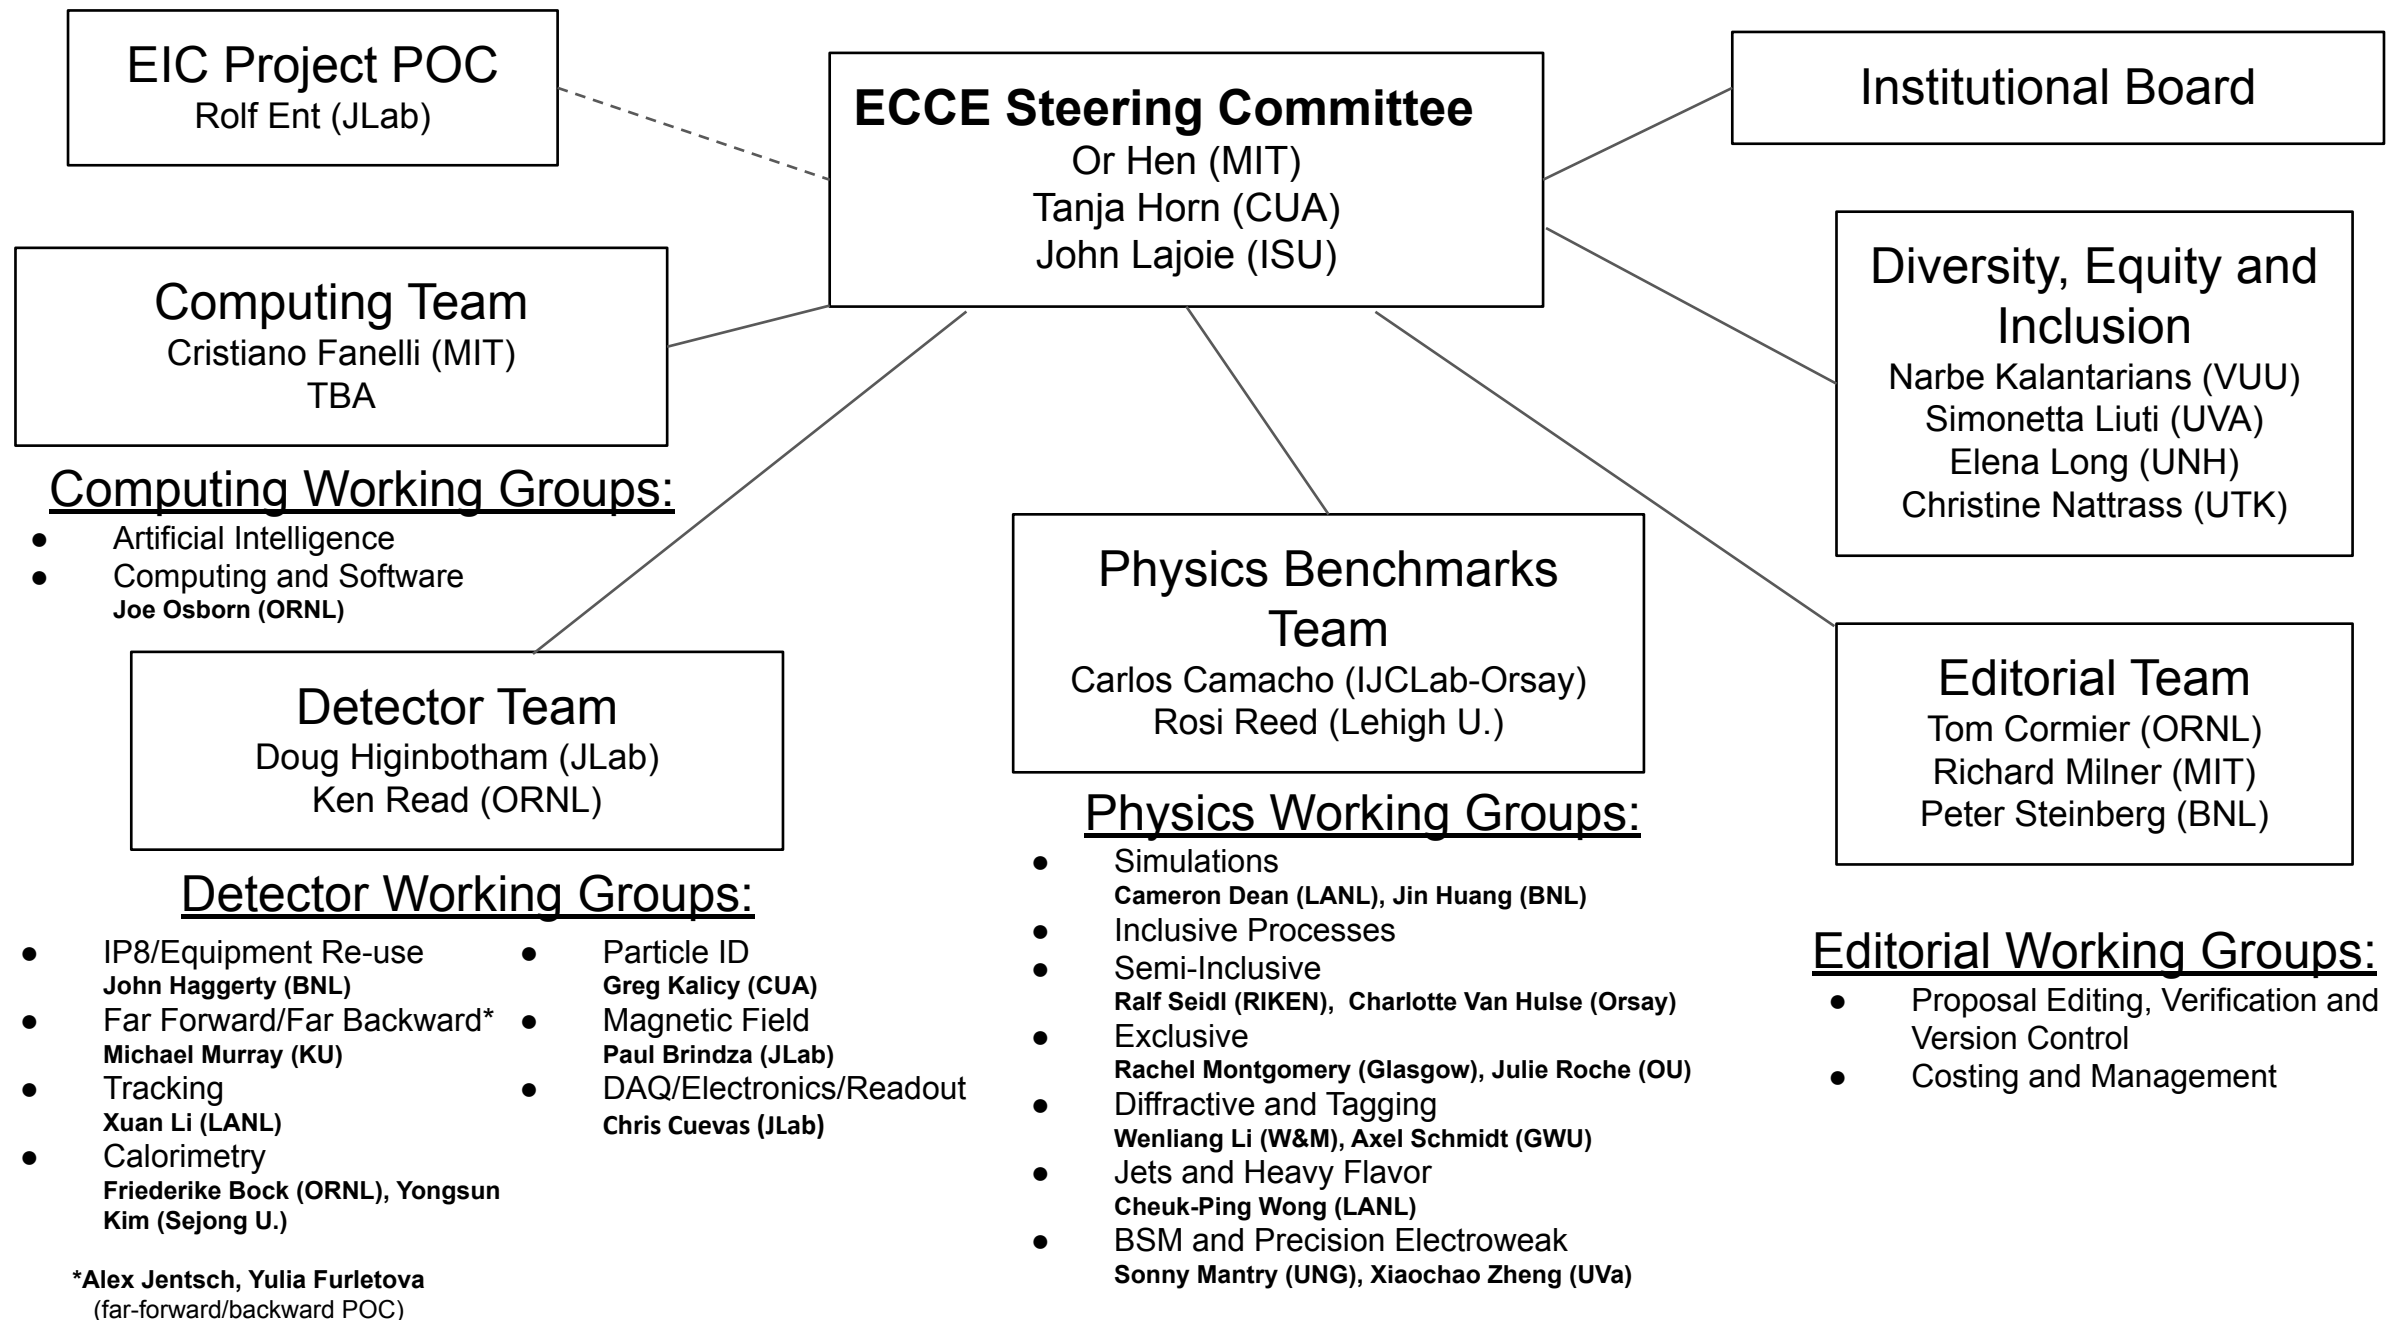 EIC Project POC
Rolf Ent (JLab)
ECCE Steering Committee
Or Hen (MIT)
Tanja Horn (CUA)
John Lajoie (ISU)
Institutional Board
Computing Team
Cristiano Fanelli (MIT)
TBA
Diversity, Equity and
Inclusion
Narbe Kalantarians (VUU)
Simonetta Liuti (UVA)
Elena Long (UNH)
Christine Nattrass (UTK)
Computing Working Groups:
● Artificial Intelligence
● Computing and Software
Joe Osborn (ORNL)
Detector Team
Doug Higinbotham (JLab)
Ken Read (ORNL)
Physics Benchmarks
Team
Carlos Camacho (IJCLab-Orsay)
Rosi Reed (Lehigh U.)
Editorial Team
Tom Cormier (ORNL)
Richard Milner (MIT)
Peter Steinberg (BNL)
Detector Working Groups:
● IP8/Equipment Re-use
John Haggerty (BNL)
● Far Forward/Far Backward*
Michael Murray (KU)
● Tracking
Xuan Li (LANL)
● Calorimetry
Friederike Bock (ORNL), Yongsun
Kim (Sejong U.)
*Alex Jentsch, Yulia Furletova
(far-forward/backward POC)
● Particle ID
Greg Kalicy (CUA)
● Magnetic Field
Paul Brindza (JLab)
● DAQ/Electronics/Readout
Chris Cuevas (JLab)
Physics Working Groups:
● Simulations
Cameron Dean (LANL), Jin Huang (BNL)
● Inclusive Processes
● Semi-Inclusive
Ralf Seidl (RIKEN), Charlotte Van Hulse (Orsay)
● Exclusive
Rachel Montgomery (Glasgow), Julie Roche (OU)
● Diffractive and Tagging
Wenliang Li (W&M), Axel Schmidt (GWU)
● Jets and Heavy Flavor
Cheuk-Ping Wong (LANL)
● BSM and Precision Electroweak
Sonny Mantry (UNG), Xiaochao Zheng (UVa)
Editorial Working Groups:
● Proposal Editing, Verification and
Version Control
● Costing and Management